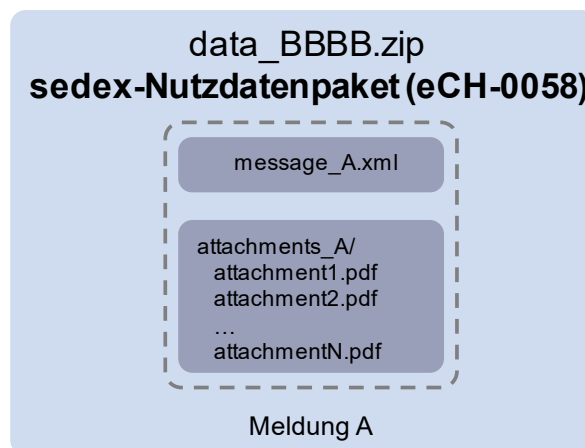 data_BBBB.zip
sedex-Nutzdatenpaket (eCH-0058)
message_A.xml
attachments_A/
attachment1.pdf
attachment2.pdf
...
attachmentN.pdf
Meldung A